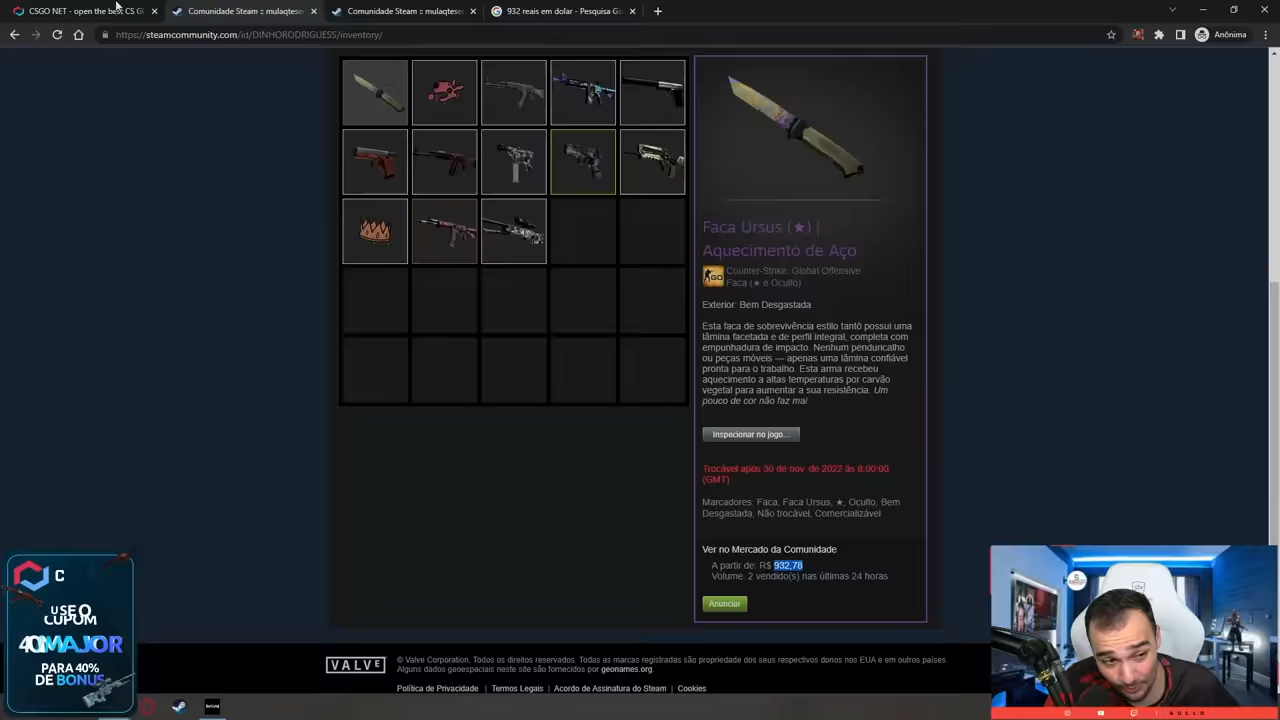 CSGO NET - open the best CS G
Comunidade Steam :: mulaqtese
Comunidade Steam :: mulaqtese
932 reais em dolar - Pesquisa Go
https://steamcommunity.com/id/DINHORODRIGUESS/inventory/
Anônima
Faca Ursus (★) |
Aquecimento de Aço
Counter-Strike: Global Offensive
Faca (★ e Oculto)
Exterior: Bem Desgastada
Esta faca de sobrevivência estilo tantō possui uma
lâmina facetada e de perfil integral, completa com
empunhadura de impacto. Nenhum penduricalho
ou peças móveis — apenas uma lâmina confiável
pronta para o trabalho. Esta arma recebeu
aquecimento a altas temperaturas por carvão
vegetal para aumentar a sua resistência. Um
pouco de cor não faz mal
Inspecionar no jogo...
Trocável após 30 de nov. de 2022 às 8:00:00
(GMT)
Marcadores: Faca, Faca Ursus, ★, Oculto, Bem
Desgastada, Não trocável, Comercializável
Ver no Mercado da Comunidade
A partir de: R$ 932,78
Volume: 2 vendido(s) nas últimas 24 horas
Anunciar
C
USE O
CUPOM
40MAJOR
PARA 40%
DE BONUS
VALVE
© Valve Corporation. Todos os direitos reservados. Todas as marcas registradas são propriedade dos seus respectivos donos nos EUA e em outros países.
Alguns dados geoespaciais neste site são fornecidos por geonames.org.
Política de Privacidade | Termos Legais | Acordo de Assinatura do Steam | Cookies